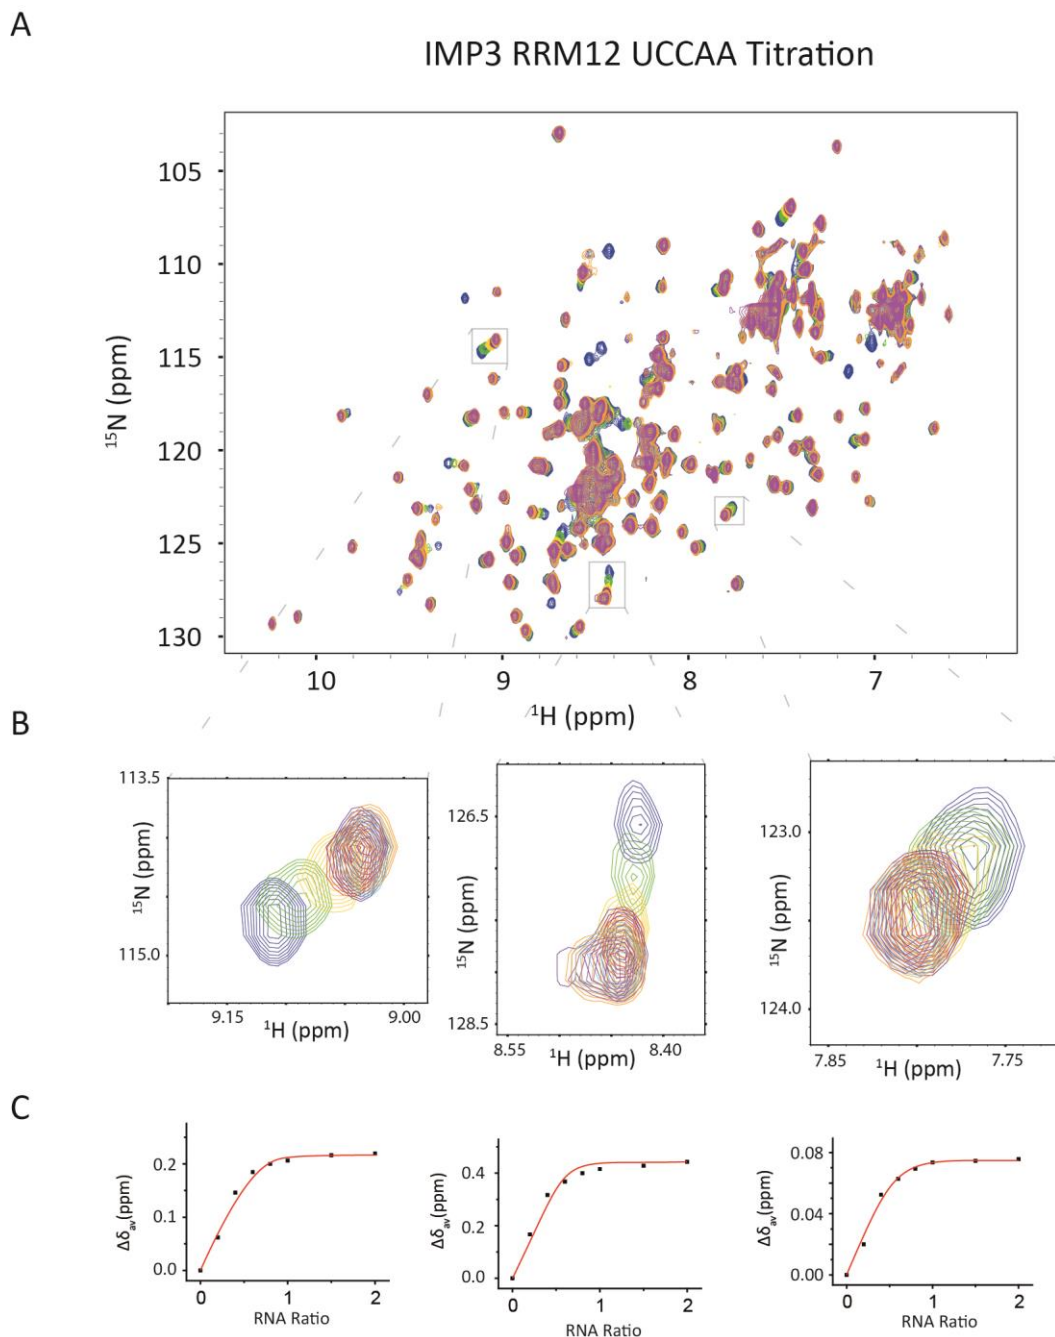 A
IMP3 RRM12 UCCAA Titration
105
110
115
120
125
130
¹⁵N (ppm)
10 9 8 7
¹H (ppm)
B
113.5
115.0
¹⁵N (ppm)
9.15 9.00
¹H (ppm)
126.5
128.5
¹⁵N (ppm)
8.55 8.40
¹H (ppm)
123.0
124.0
¹⁵N (ppm)
7.85 7.75
¹H (ppm)
C
0.2
0.1
0.0
Δδav(ppm)
0 1 2
RNA Ratio
0.4
0.2
0.0
Δδav(ppm)
0 1 2
RNA Ratio
0.08
0.04
0.00
Δδav(ppm)
0 1 2
RNA Ratio